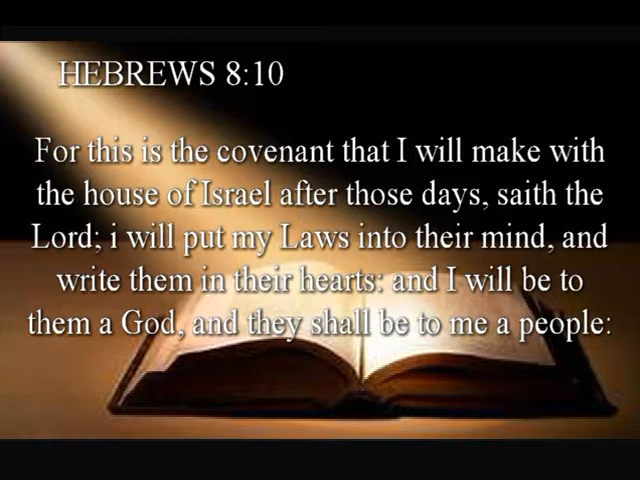 HEBREWS 8:10
For this is the covenant that I will make with
the house of Israel after those days, saith the
Lord; i will put my Laws into their mind, and
write them in their hearts: and I will be to
them a God, and they shall be to me a people: